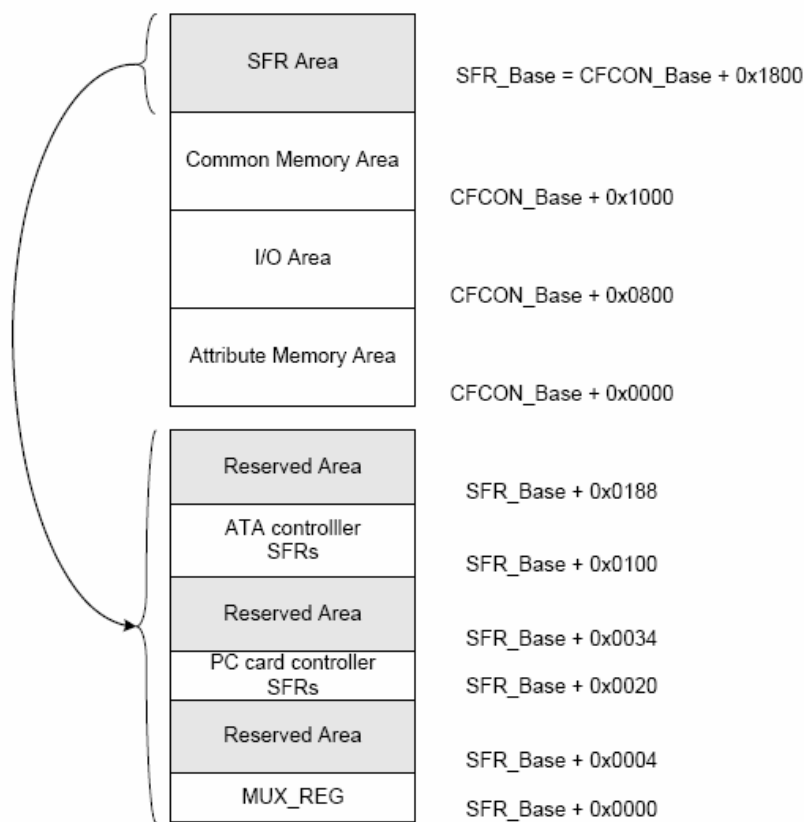 SFR Area
SFR_Base = CFCON_Base + 0x1800
Common Memory Area
CFCON_Base + 0x1000
I/O Area
CFCON_Base + 0x0800
Attribute Memory Area
CFCON_Base + 0x0000
Reserved Area
SFR_Base + 0x0188
ATA controlller
SFRs
SFR_Base + 0x0100
Reserved Area
SFR_Base + 0x0034
PC card controller
SFRs
SFR_Base + 0x0020
Reserved Area
SFR_Base + 0x0004
MUX_REG
SFR_Base + 0x0000